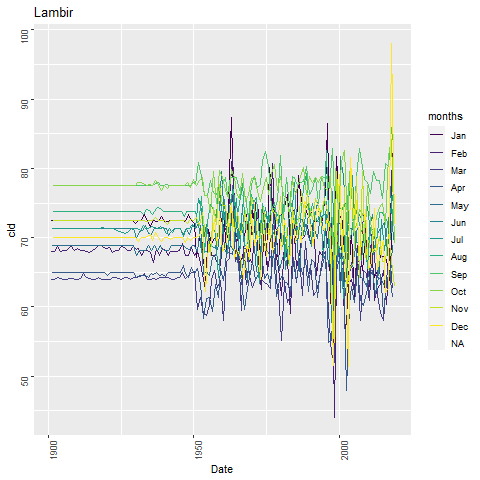 Lambir
cld
100
90
80
70
60
50
1900
1950
2000
Date
months
Jan
Feb
Mar
Apr
May
Jun
Jul
Aug
Sep
Oct
Nov
Dec
NA